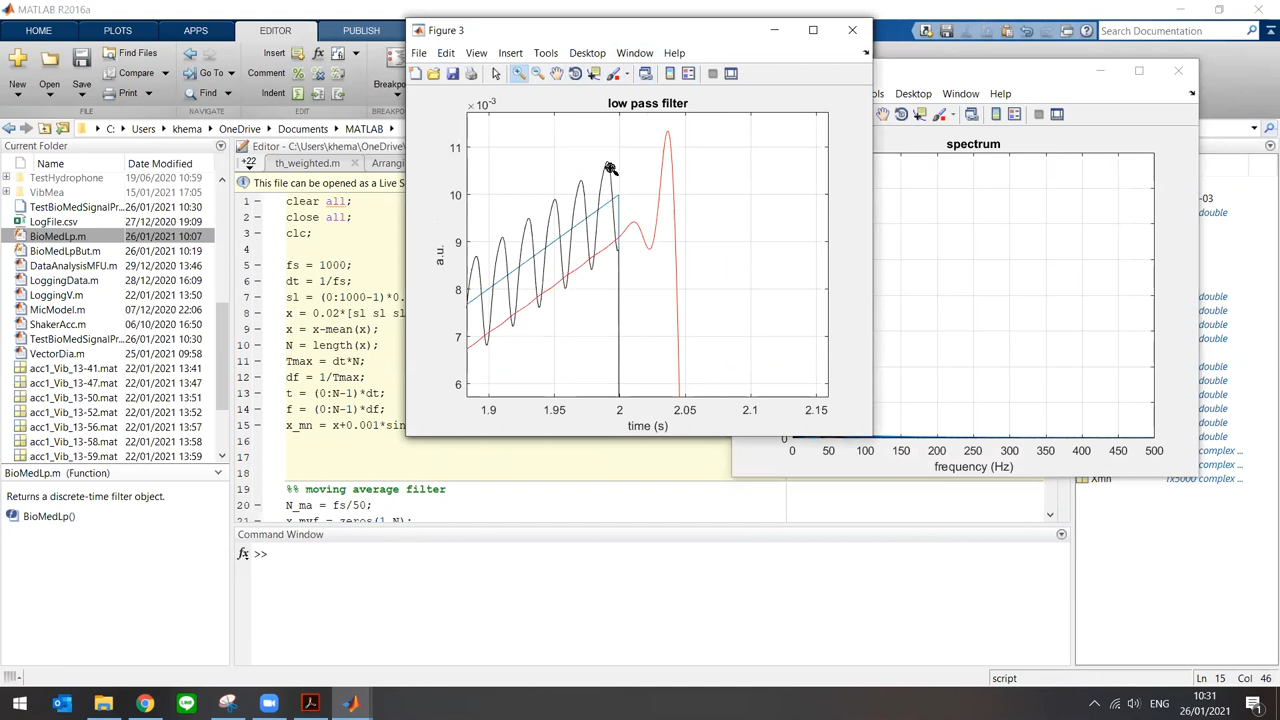 MATLAB R2016a
HOME PLOTS APPS EDITOR PUBLISH
Search Documentation
New Open Save
Find Files
Compare
Print
Go To
Find
Insert
Comment
Indent
Breakpo
FILE NAVIGATE
C: Users khema OneDrive Documents MATLAB
Current Folder
Name Date Modified
TestHydrophone 19/06/2020 10:59
VibMea 15/01/2021 17:05
TestBioMedSignalPr... 26/01/2021 10:30
LogFile.csv 27/12/2020 19:09
BioMedLp.m 26/01/2021 10:07
BioMedLpBut.m 26/01/2021 10:19
DataAnalysisMFU.m 29/12/2020 13:46
LoggingData.m 28/12/2020 16:09
LoggingV.m 22/01/2021 13:50
MicModel.m 07/12/2020 22:06
ShakerAcc.m 06/10/2020 16:50
TestBioMedSignalPr... 26/01/2021 10:30
VectorDia.m 25/01/2021 09:58
acc1_Vib_13-41.mat 22/01/2021 13:41
acc1_Vib_13-47.mat 22/01/2021 13:47
acc1_Vib_13-50.mat 22/01/2021 13:51
acc1_Vib_13-52.mat 22/01/2021 13:52
acc1_Vib_13-56.mat 22/01/2021 13:57
acc1_Vib_13-58.mat 22/01/2021 13:58
acc1_Vib_13-59.mat 22/01/2021 13:59
BioMedLp.m (Function)
Returns a discrete-time filter object.
BioMedLp()
Editor - C:\Users\khema\OneDrive\
+22 th_weighted.m Arrangi
This file can be opened as a Live S
1 clear all;
2 close all;
3 clc;
4
5 fs = 1000;
6 dt = 1/fs;
7 sl = (0:1000-1)*0.
8 x = 0.02*[sl sl sl
9 x = x-mean(x);
10 N = length(x);
11 Tmax = dt*N;
12 df = 1/Tmax;
13 t = (0:N-1)*dt;
14 f = (0:N-1)*df;
15 x_mn = x+0.001*sin
16
17
18
19 %% moving average filter
20 N_ma = fs/50;
21 x_mvf = zeros(1,N);
Command Window
fx >>
Figure 3
File Edit View Insert Tools Desktop Window Help
low pass filter
×10-3
11
10
9
8
7
6
a.u.
1.9 1.95 2 2.05 2.1 2.15
time (s)
ols Desktop Window Help
spectrum
0
0 50 100 150 200 250 300 350 400 450 500
frequency (Hz)
-03
double
double
double
double
double
double
double
double
double
complex ...
complex ...
Xmn 1x5000 complex ...
script
Ln 15 Col 46
ENG
10:31
26/01/2021
1